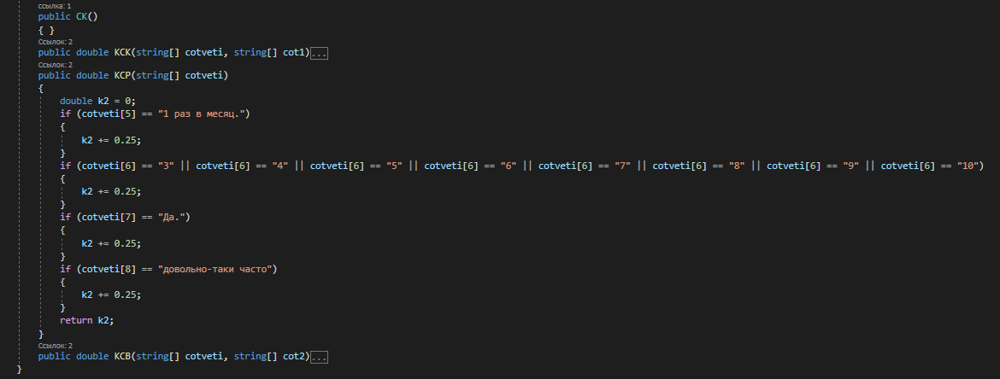 ссылка: 1
public CK()
{ }
Ссылок: 2
public double KCK(string[] cotveti, string[] cot1)...
Ссылок: 2
public double KCP(string[] cotveti)
{
double k2 = 0;
if (cotveti[5] == "1 раз в месяц.")
{
k2 += 0.25;
}
if (cotveti[6] == "3" || cotveti[6] == "4" || cotveti[6] == "5" || cotveti[6] == "6" || cotveti[6] == "7" || cotveti[6] == "8" || cotveti[6] == "9" || cotveti[6] == "10")
{
k2 += 0.25;
}
if (cotveti[7] == "Да.")
{
k2 += 0.25;
}
if (cotveti[8] == "довольно-таки часто")
{
k2 += 0.25;
}
return k2;
}
Ссылок: 2
public double KCB(string[] cotveti, string[] cot2)...
}